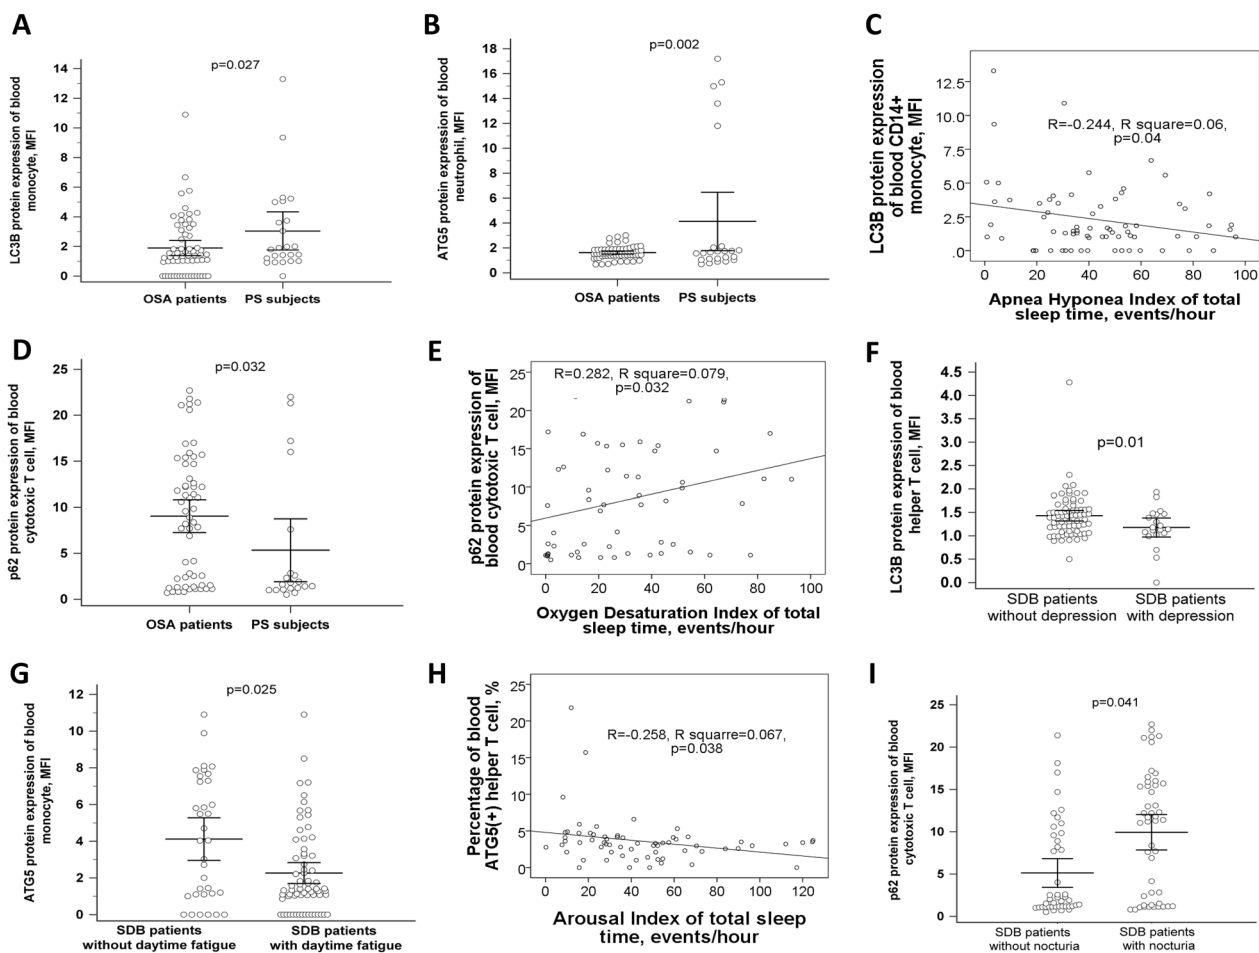 A
p=0.027
LC3B protein expression of blood
monocyte, MFI
14
12
10
8
6
4
2
0
OSA patients
PS subjects
B
p=0.002
ATG5 protein expression of blood
neutrophil, MFI
18
16
14
12
10
8
6
4
2
0
OSA patients
PS subjects
C
LC3B protein expression
of blood CD14+
monocyte, MFI
R=-0.244, R square=0.06,
p=0.04
12.5
10.0
7.5
5.0
2.5
.0
0
20
40
60
80
100
Apnea Hyponea Index of total
sleep time, events/hour
D
p=0.032
p62 protein expression of blood
cytotoxic T cell, MFI
25
20
15
10
5
0
OSA patients
PS subjects
E
R=0.282, R square=0.079,
p=0.032
p62 protein expression of
blood cytotoxic T cell, MFI
25
20
15
10
5
0
0
20
40
60
80
100
Oxygen Desaturation Index of total
sleep time, events/hour
F
LC3B protein expression of blood
helper T cell, MFI
p=0.01
4.5
4.0
3.5
3.0
2.5
2.0
1.5
1.0
0.5
0.0
SDB patients
without depression
SDB patients
with depression
G
p=0.025
ATG5 protein expression of blood
monocyte, MFI
12
10
8
6
4
2
0
SDB patients
without daytime fatigue
SDB patients
with daytime fatigue
H
Percentage of blood
ATG5(+) helper T cell, %
R=-0.258, R squarre=0.067,
p=0.038
25
20
15
10
5
0
0
20
40
60
80
100
120
Arousal Index of total sleep
time, events/hour
I
p=0.041
p62 protein expression of blood
cytotoxic T cell, MFI
25
20
15
10
5
0
SDB patients
without nocturia
SDB patients
with nocturia